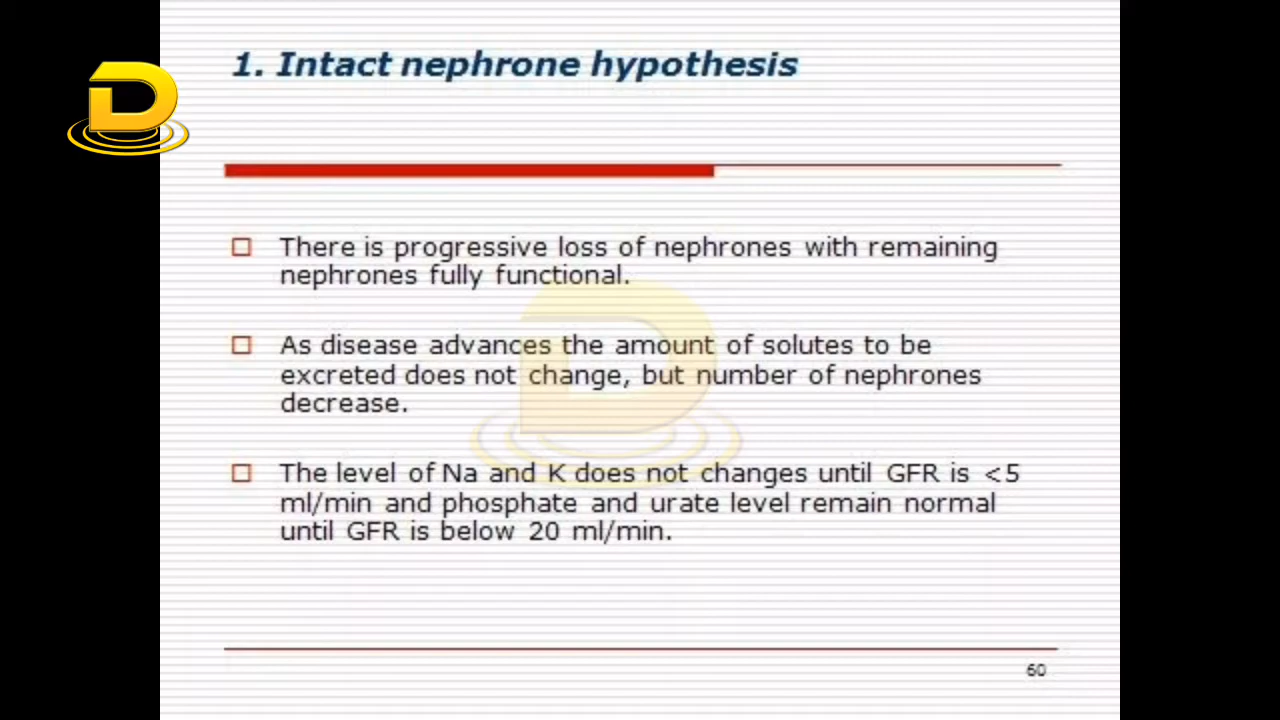 1. Intact nephrone hypothesis
There is progressive loss of nephrones with remaining
nephrones fully functional.
As disease advances the amount of solutes to be
excreted does not change, but number of nephrones
decrease.
The level of Na and K does not changes until GFR is <5
ml/min and phosphate and urate level remain normal
until GFR is below 20 ml/min.
60
D
D